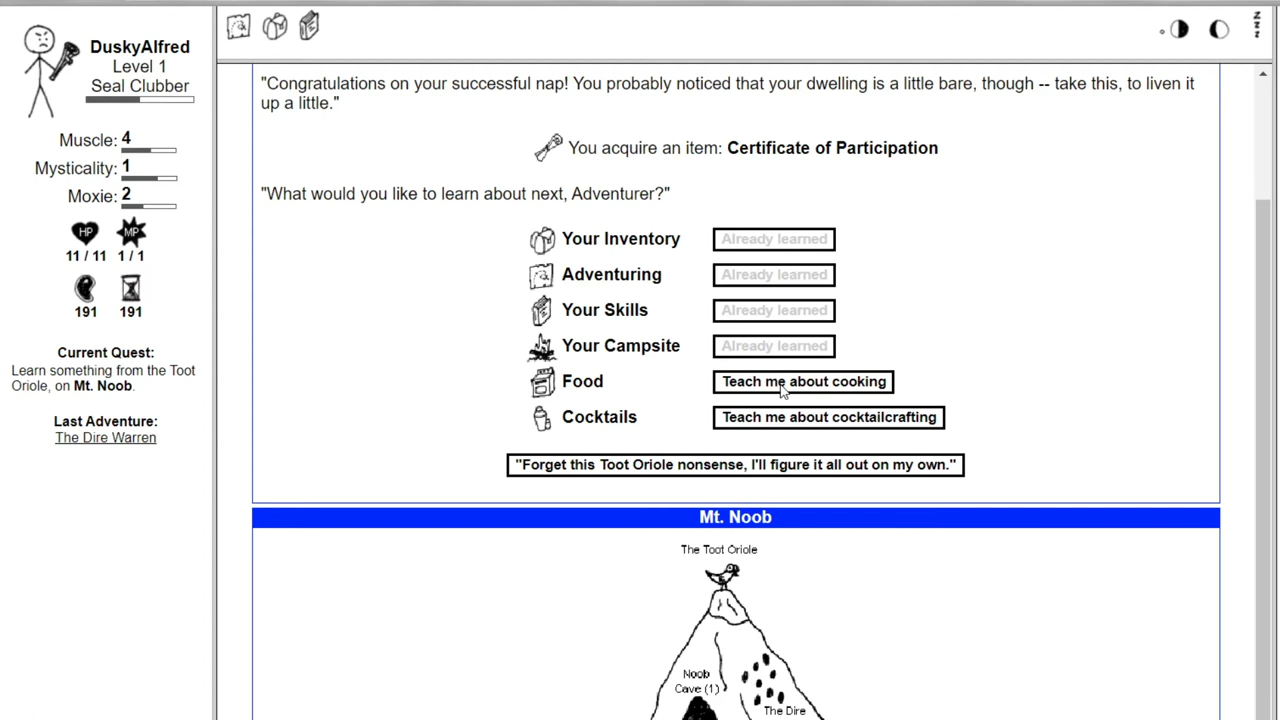 DuskyAlfred
Level 1
Seal Clubber
Muscle: 4
Mysticality: 1
Moxie: 2
HP MP
11 / 11 1 / 1
191 191
Current Quest:
Learn something from the Toot
Oriole, on Mt. Noob.
Last Adventure:
The Dire Warren
z
z
z
"Congratulations on your successful nap! You probably noticed that your dwelling is a little bare, though -- take this, to liven it
up a little."
You acquire an item: Certificate of Participation
"What would you like to learn about next, Adventurer?"
Your Inventory Already learned
Adventuring Already learned
Your Skills Already learned
Your Campsite Already learned
Food Teach me about cooking
Cocktails Teach me about cocktailcrafting
"Forget this Toot Oriole nonsense, I'll figure it all out on my own."
Mt. Noob
The Toot Oriole
Noob
Cave (1)
The Dire